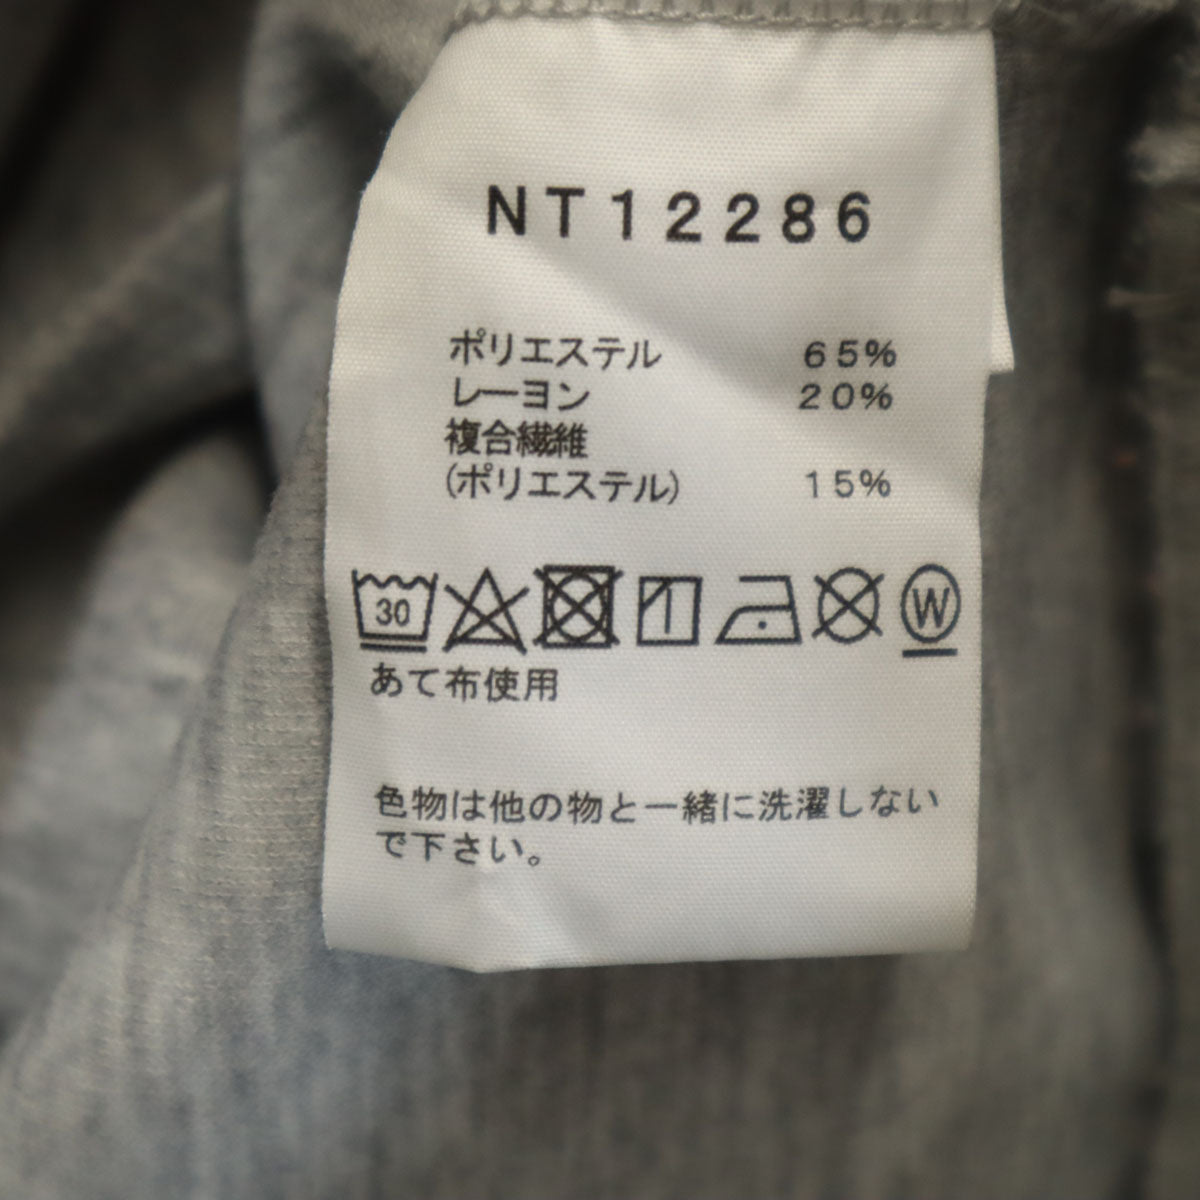 NT12286
ポリエステル 65%
レーヨン 20%
複合繊維
(ポリエステル) 15%
30 W
あて布使用
色物は他の物と一緒に洗濯しない
で下さい。